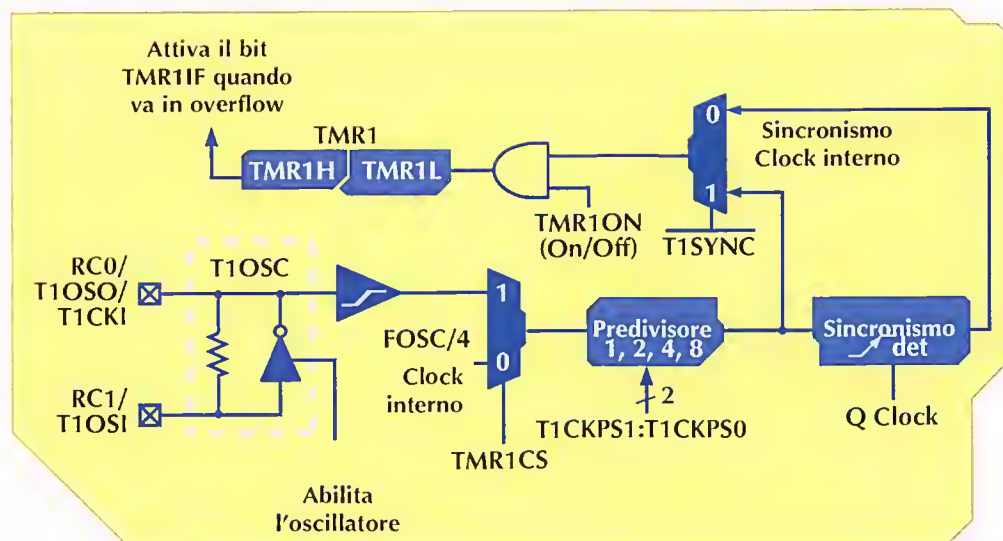 Attiva il bit
TMR1IF quando
va in overflow
TMR1
TMR1H
TMR1L
TMR1ON
(On/Off)
0
1
Sincronismo
Clock interno
T1SYNC
RC0/
T1OSO/
T1CKI
T1OSC
RC1/
T1OSI
Abilita
l'oscillatore
1
0
FOSC/4
Clock
interno
TMR1CS
Predivisore
1, 2, 4, 8
2
T1CKPS1:T1CKPS0
Sincronismo
det
Q Clock